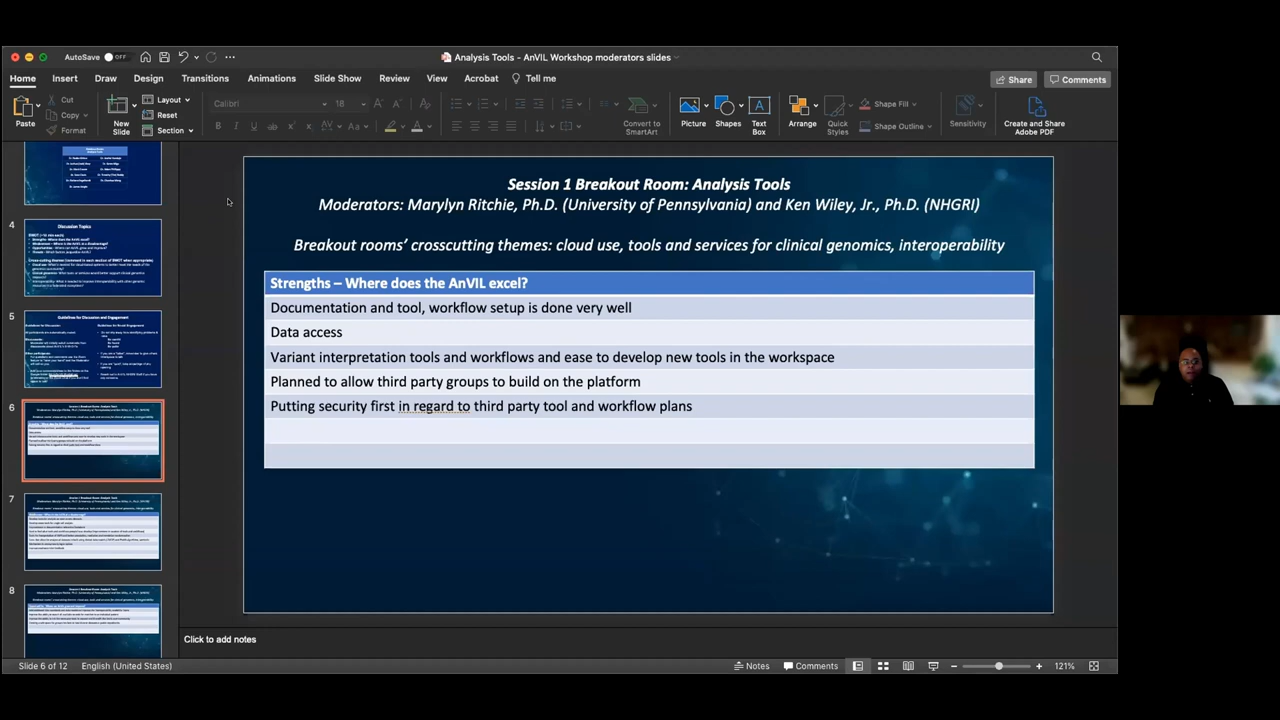 AutoSave OFF
Analysis Tools - AnVIL Workshop moderators slides
Home Insert Draw Design Transitions Animations Slide Show Review View Acrobat Tell me
Share Comments
Paste
Cut
Copy
Format
New Slide
Layout
Reset
Section
Calibri 18
Convert to SmartArt
Picture
Shapes
Text Box
Arrange
Quick Styles
Shape Fill
Shape Outline
Sensitivity
Create and Share Adobe PDF
4
Discussion Topics
5
Guidelines for Discussion and Engagement
6
7
8
Session 1 Breakout Room: Analysis Tools
Moderators: Marylyn Ritchie, Ph.D. (University of Pennsylvania) and Ken Wiley, Jr., Ph.D. (NHGRI)
Breakout rooms’ crosscutting themes: cloud use, tools and services, clinical genomics, interoperability
Strengths – Where does the AnVIL excel?
Documentation and tool, workflow setup is done very well
Data access
Variant interpretation tools and workflows and ease to develop new tools in the workspace
Planned to allow third party groups to build on the platform
Putting security first in regard to third party tool and workflow plans
Click to add notes
Slide 6 of 12 English (United States)
Notes Comments 121%